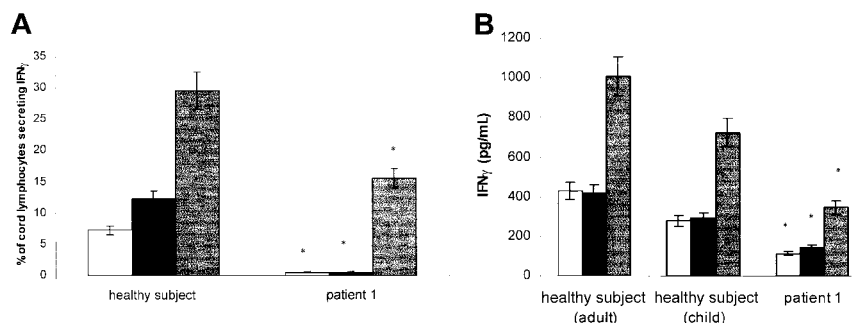 A
% of cord lymphocytes secreting IFNγ
35
30
25
20
15
10
5
0
*
*
*
healthy subject
patient 1
B
IFNγ (pg/mL)
1200
1000
800
600
400
200
0
*
*
*
healthy subject
(adult)
healthy subject
(child)
patient 1